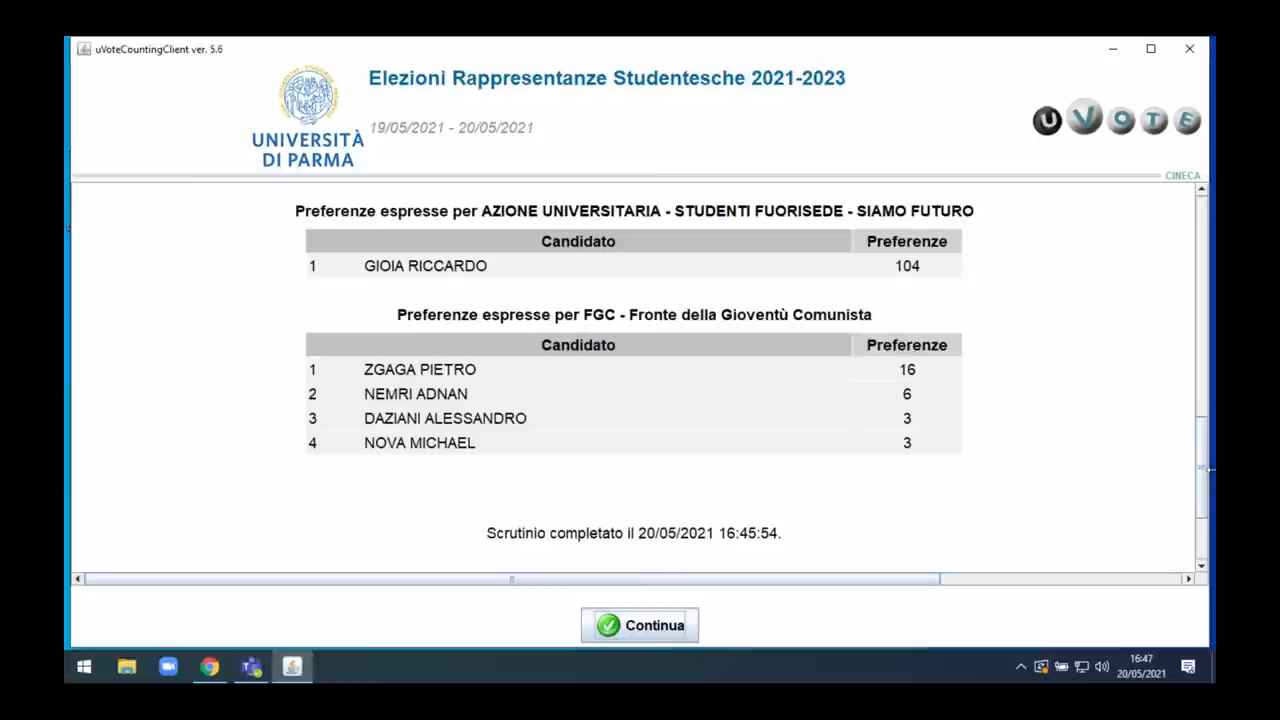 uVoteCountingClient ver. 5.6
Elezioni Rappresentanze Studentesche 2021-2023
19/05/2021 - 20/05/2021
UNIVERSITÀ
DI PARMA
U V O T E
CINECA
Preferenze espresse per AZIONE UNIVERSITARIA - STUDENTI FUORISEDE - SIAMO FUTURO
Candidato Preferenze
1 GIOIA RICCARDO 104
Preferenze espresse per FGC - Fronte della Gioventù Comunista
Candidato Preferenze
1 ZGAGA PIETRO 16
2 NEMRI ADNAN 6
3 DAZIANI ALESSANDRO 3
4 NOVA MICHAEL 3
Scrutinio completato il 20/05/2021 16:45:54.
Continua
16:47
20/05/2021